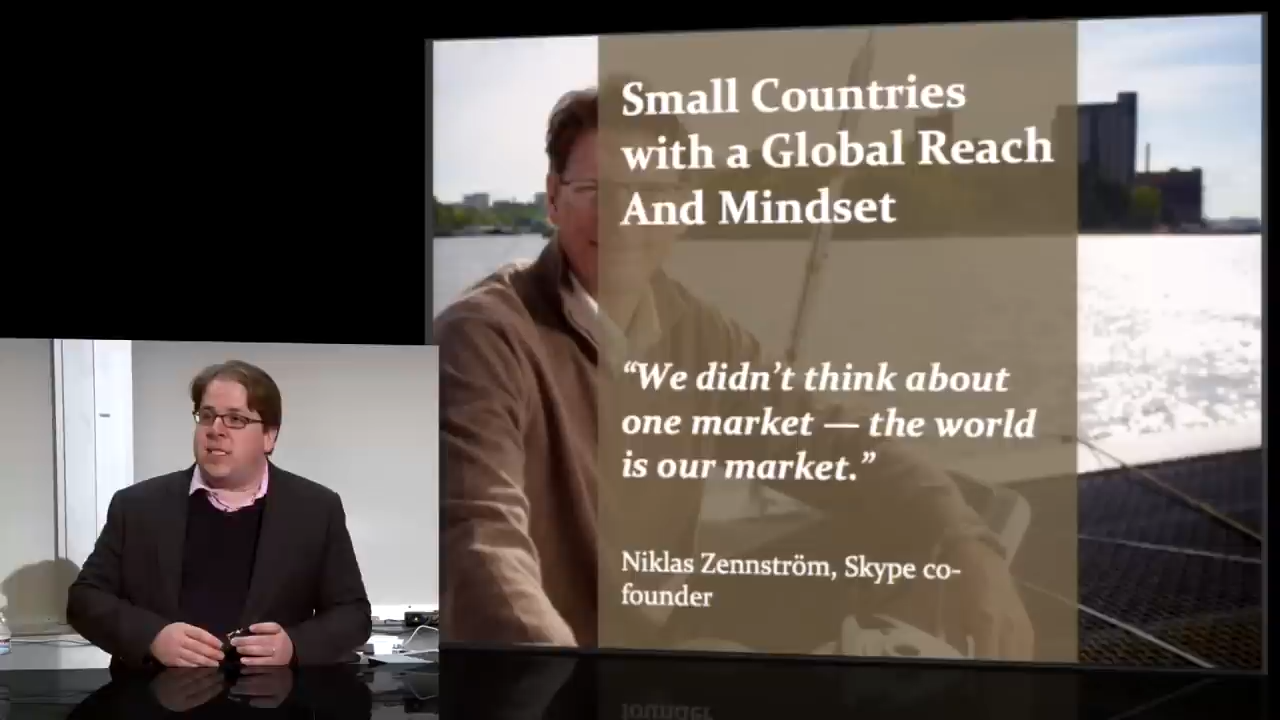 Small Countries
with a Global Reach
And Mindset
“We didn’t think about
one market — the world
is our market.”
Niklas Zennström, Skype co-
founder